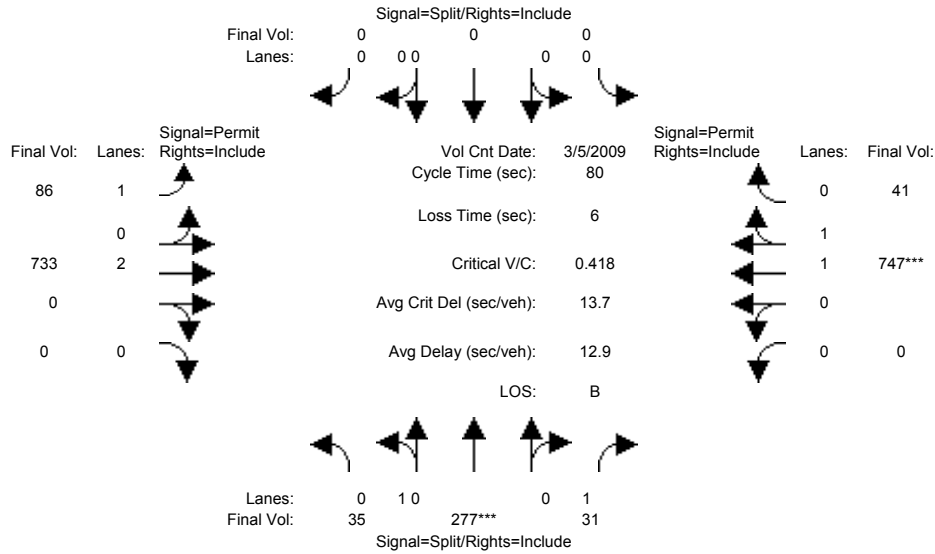 Signal=Split/Rights=Include
Final Vol: 0 0 0
Lanes: 0 0 0 0 0
Signal=Permit Signal=Permit
Final Vol: Lanes: Rights=Include Vol Cnt Date: 3/5/2009 Rights=Include Lanes: Final Vol:
Cycle Time (sec): 80
86 1 0 41
Loss Time (sec): 6
0 1
733 2 Critical V/C: 0.418 1 747***
0 Avg Crit Del (sec/veh): 13.7 0
0 0 Avg Delay (sec/veh): 12.9 0 0
LOS: B
Lanes: 0 1 0 0 1
Final Vol: 35 277*** 31
Signal=Split/Rights=Include